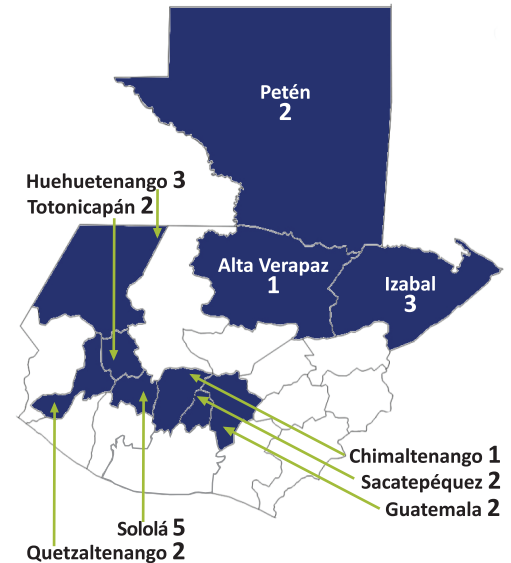 Petén
2
Huehuetenango 3
Totonicapán 2
Alta Verapaz
1
Izabal
3
Chimaltenango 1
Sacatepéquez 2
Guatemala 2
Sololá 5
Quetzaltenango 2